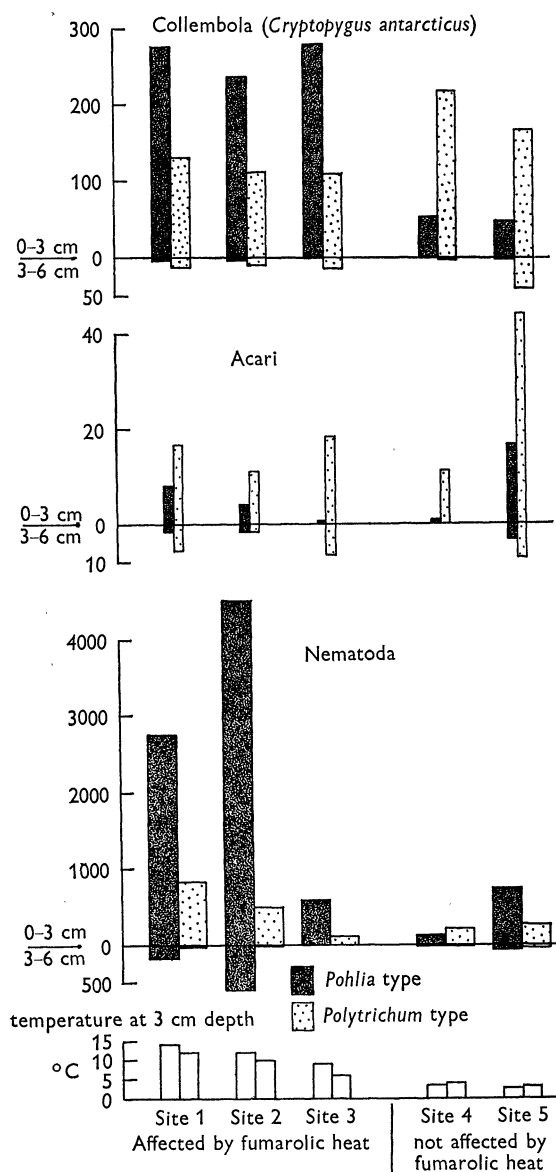 Collembola (Cryptopygus antarcticus)
300
200
100
0–3 cm
0
3–6 cm
50
40
Acari
20
0–3 cm
0
3–6 cm
10
4000
Nematoda
3000
2000
1000
0–3 cm
0
3–6 cm
500
Pohlia type
Polytrichum type
temperature at 3 cm depth
15
10
°C
5
0
Site 1 Site 2 Site 3 Site 4 Site 5
Affected by fumarolic heat not affected by
fumarolic heat